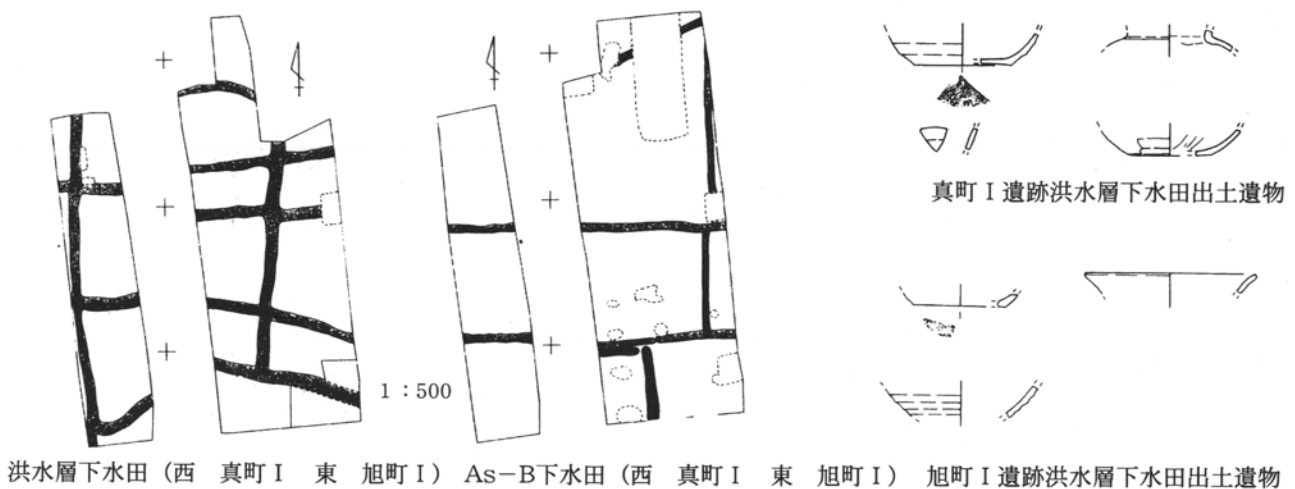 真町Ⅰ遺跡洪水層下水田出土遺物
1:500
洪水層下水田(西 真町Ⅰ 東 旭町Ⅰ)
As-B下水田(西 真町Ⅰ 東 旭町Ⅰ)
旭町Ⅰ遺跡洪水層下水田出土遺物